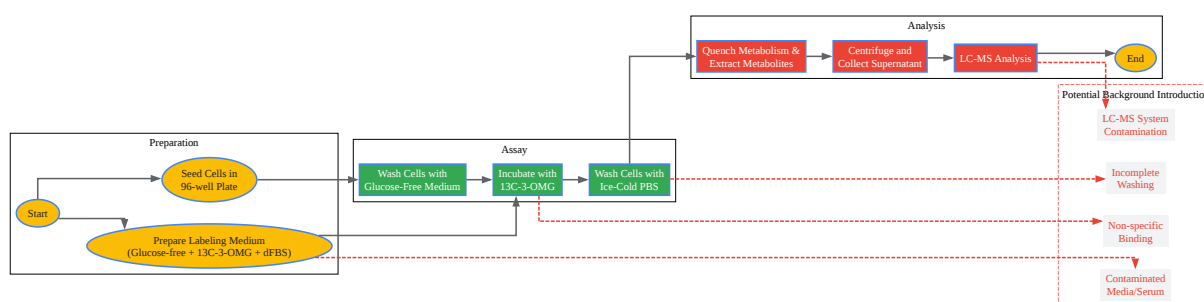 Analysis
Quench Metabolism &
Extract Metabolites
Centrifuge and
Collect Supernatant
LC-MS Analysis
End
Potential Background Introductio
LC-MS System
Contamination
Preparation
Seed Cells in
96-well Plate
Start
Prepare Labeling Medium
(Glucose-free + 13C-3-OMG + dFBS)
Assay
Wash Cells with
Glucose-Free Medium
Incubate with
13C-3-OMG
Wash Cells with
Ice-Cold PBS
Incomplete
Washing
Non-specific
Binding
Contaminated
Media/Serum